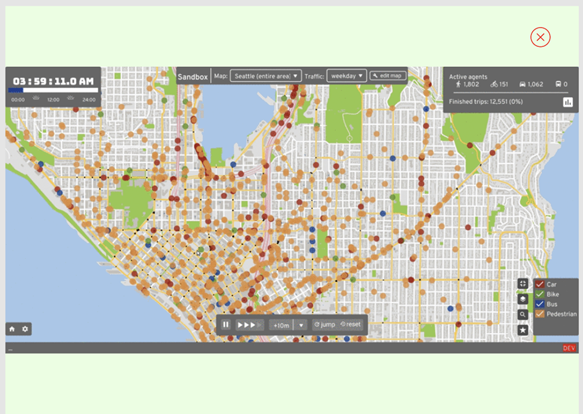 03:59:11.0 AM
00:00 12:00 24:00
Sandbox Map: Seattle (entire area) Traffic: weekday edit map
Active agents
1,802 151 1,062 0
Finished trips: 12,551 (0%)
Car
Bike
Bus
Pedestrian
+10m jump reset
...
DEV